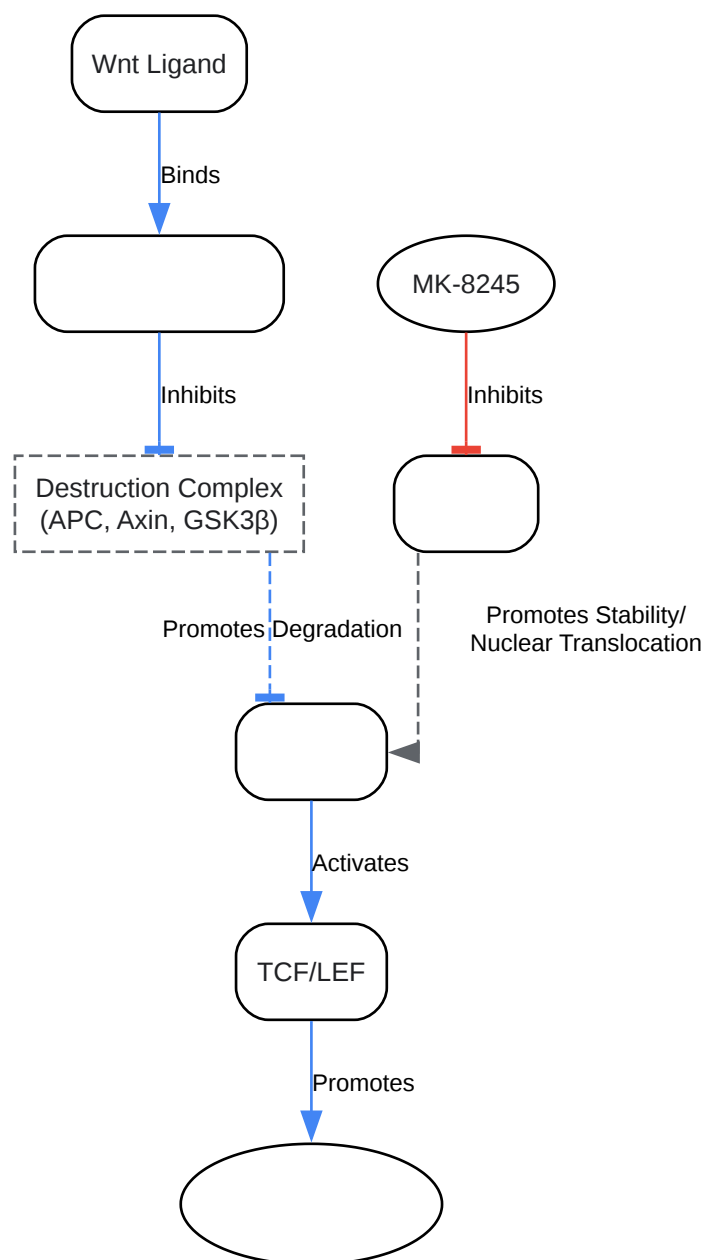 Wnt Ligand
Binds
MK-8245
Inhibits
Inhibits
Destruction Complex
(APC, Axin, GSK3β)
Promotes Degradation
Promotes Stability/
Nuclear Translocation
Activates
TCF/LEF
Promotes